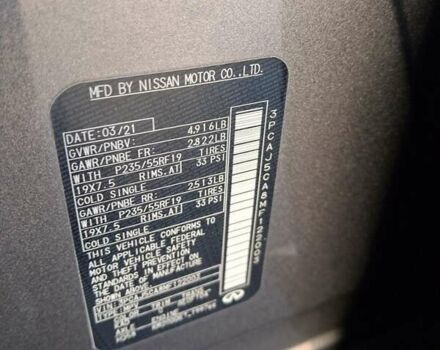 MFD BY NISSAN MOTOR CO.,LTD.
DATE:03/21
GVWR/PNBV: 4,916LB
GAWR/PNBE FR: 2822LB
WITH P235/55RF19 TIRES
19X7.5 RIMS.AT 33 PSI
COLD SINGLE
GAWR/PNBE RR: 2513LB
WITH P235/55RF19 TIRES
19X7.5 RIMS.AT 33 PSI
COLD SINGLE
THIS VEHICLE CONFORMS TO
ALL APPLICABLE FEDERAL
MOTOR VEHICLE SAFETY
AND THEFT PREVENTION
STANDARDS IN EFFECT ON
THE DATE OF MANUFACTURE
SHOWN ABOVE.
3PCAJ5CA8MF122003